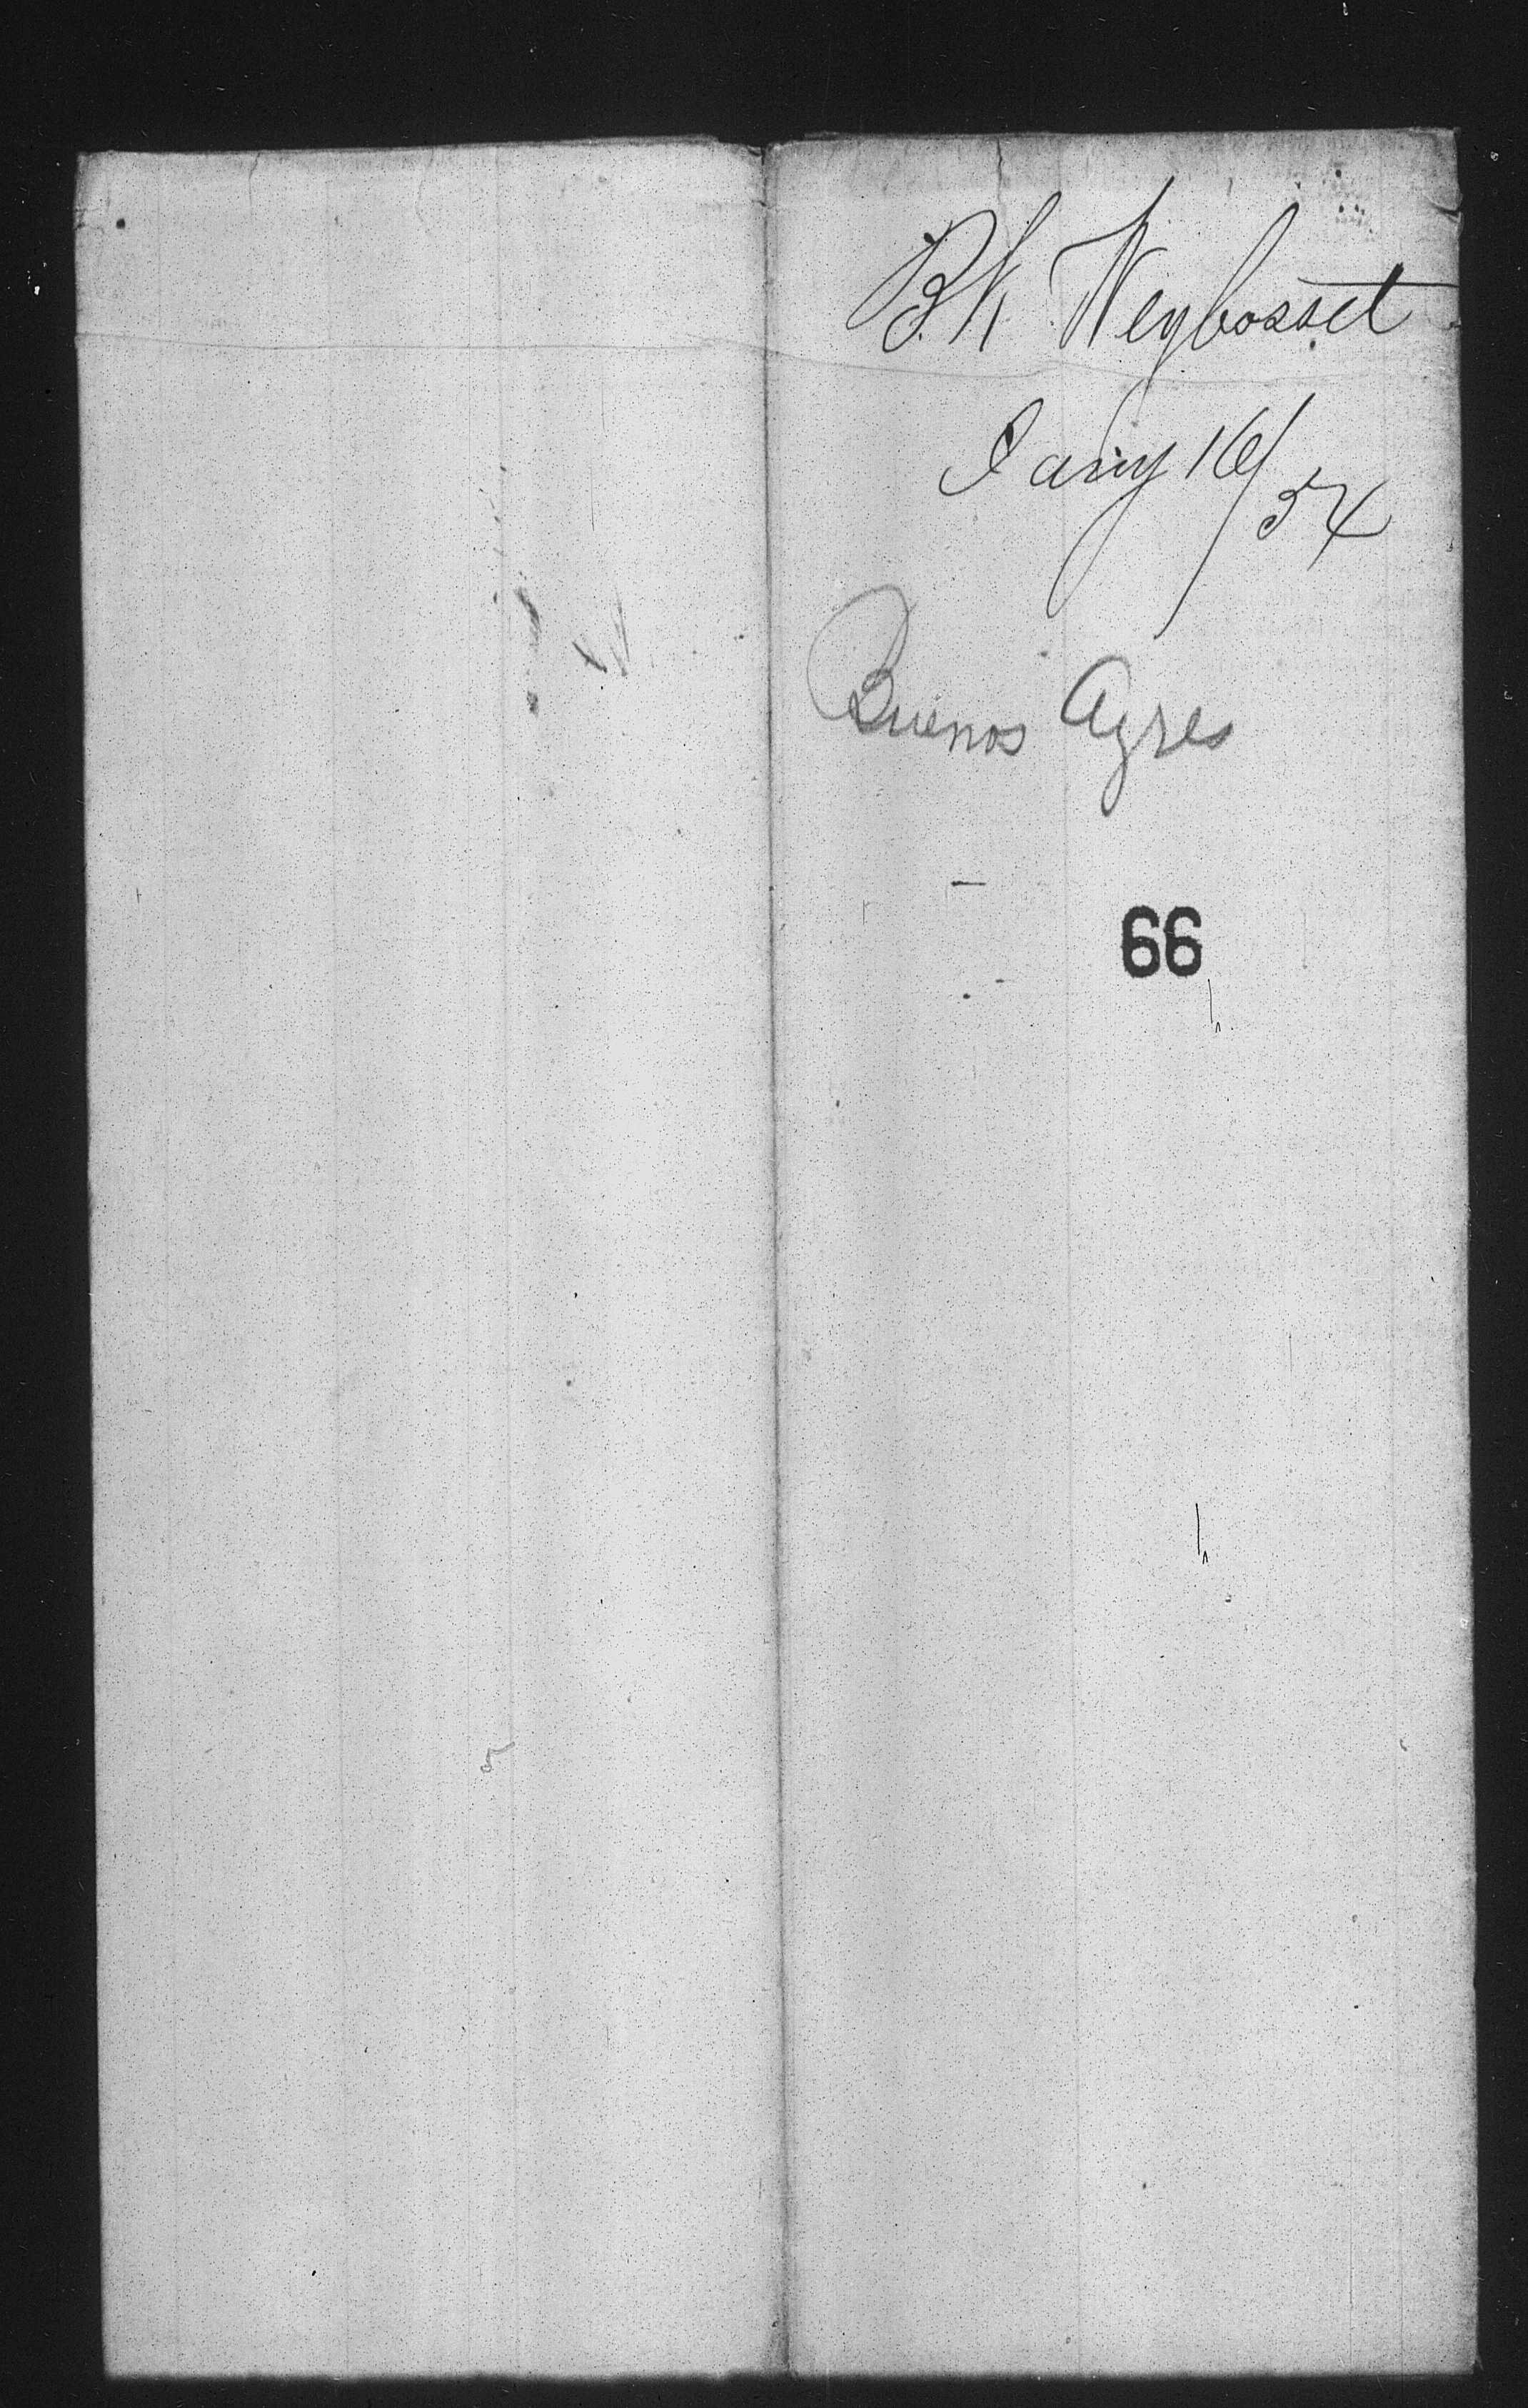 Bk Weybosset
Jany 16/54
Buenos Ayres
66